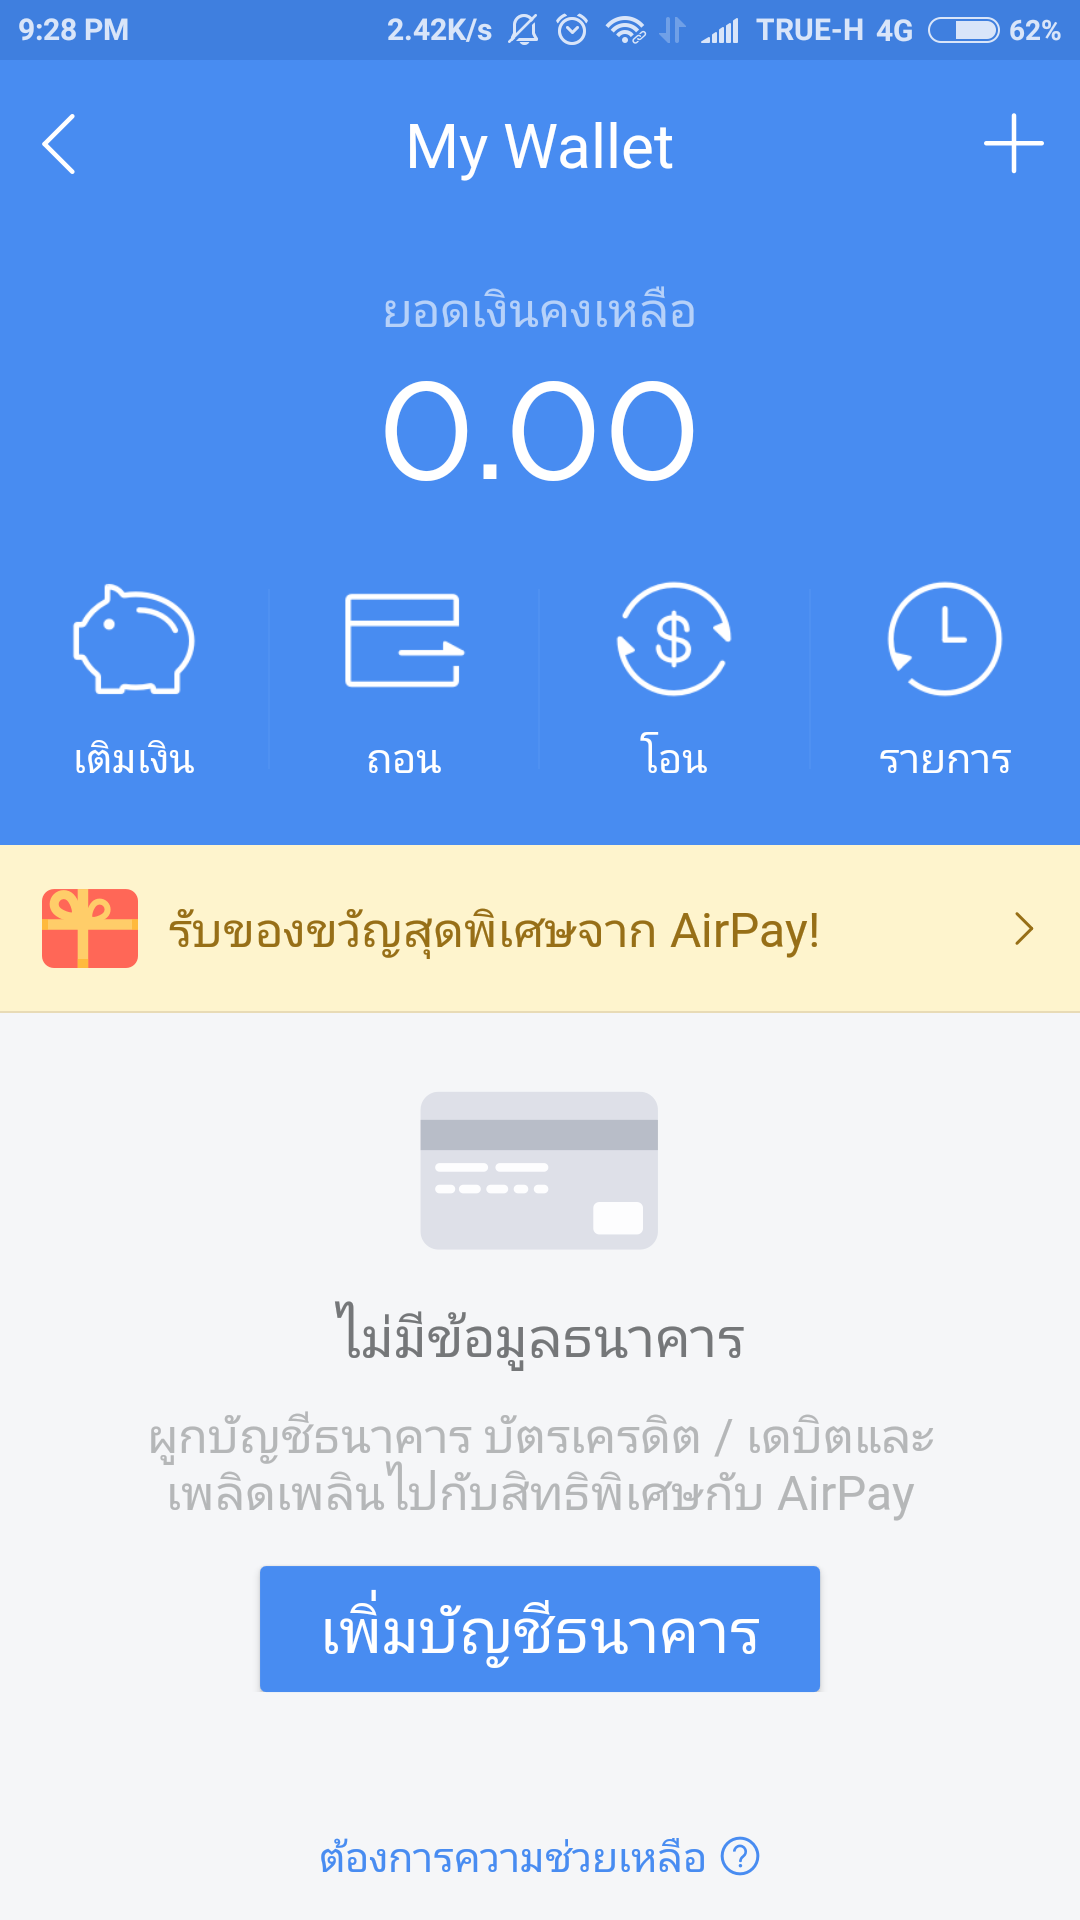 9:28 PM 2.42K/s TRUE-H 4G 62%
My Wallet
ยอดเงินคงเหลือ
0.00
เติมเงิน ถอน โอน รายการ
รับของขวัญสุดพิเศษจาก AirPay!
ไม่มีข้อมูลธนาคาร
ผูกบัญชีธนาคาร บัตรเครดิต / เดบิตและ
เพลิดเพลินไปกับสิทธิพิเศษกับ AirPay
เพิ่มบัญชีธนาคาร
ต้องการความช่วยเหลือ ?